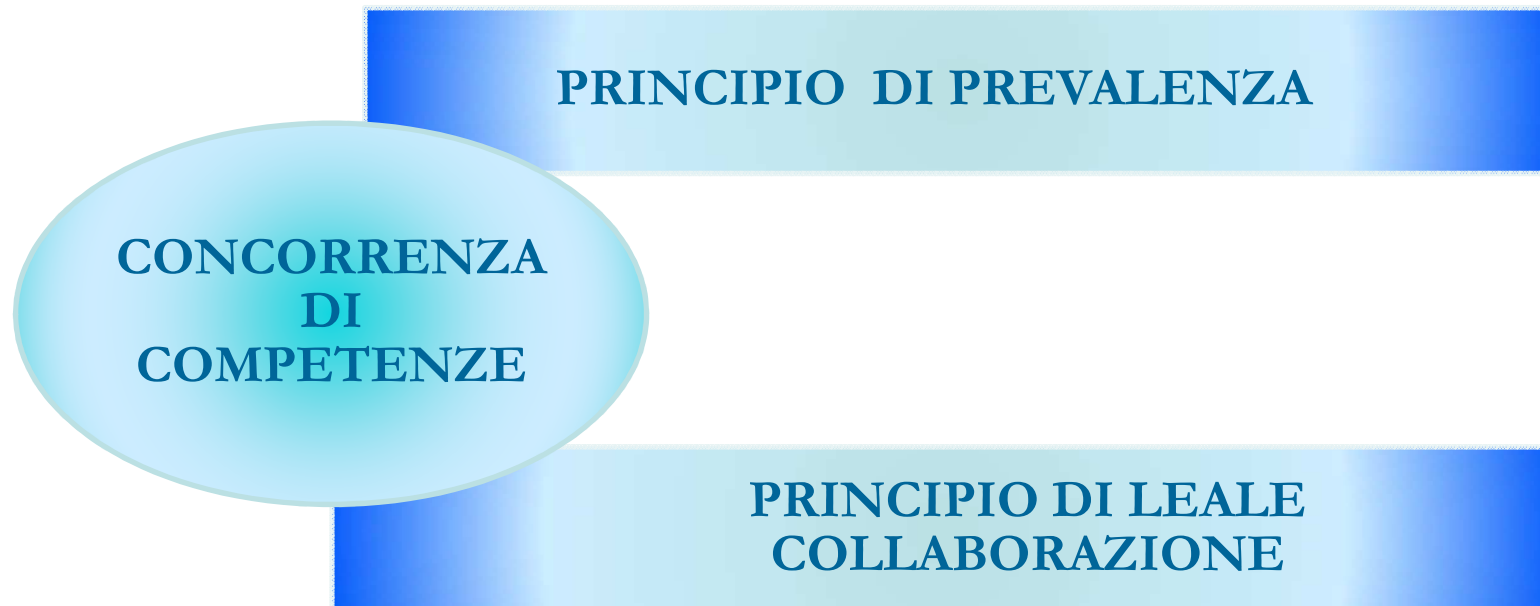 PRINCIPIO DI PREVALENZA
CONCORRENZA
DI
COMPETENZE
PRINCIPIO DI LEALE
COLLABORAZIONE